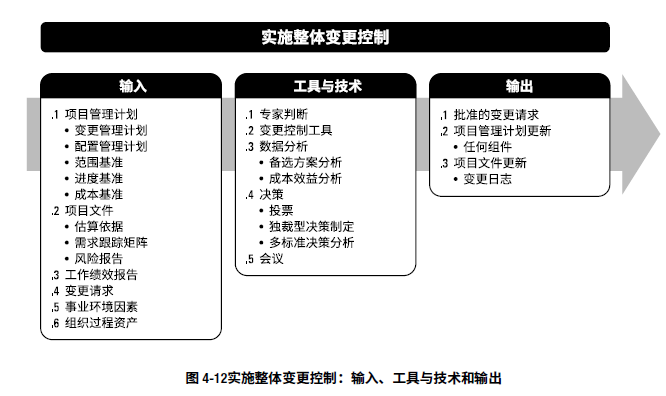 实施整体变更控制
输入
.1 项目管理计划
• 变更管理计划
• 配置管理计划
• 范围基准
• 进度基准
• 成本基准
.2 项目文件
• 估算依据
• 需求跟踪矩阵
• 风险报告
.3 工作绩效报告
.4 变更请求
.5 事业环境因素
.6 组织过程资产
工具与技术
.1 专家判断
.2 变更控制工具
.3 数据分析
• 备选方案分析
• 成本效益分析
.4 决策
• 投票
• 独裁型决策制定
• 多标准决策分析
.5 会议
输出
.1 批准的变更请求
.2 项目管理计划更新
• 任何组件
.3 项目文件更新
• 变更日志
图 4-12实施整体变更控制：输入、工具与技术和输出